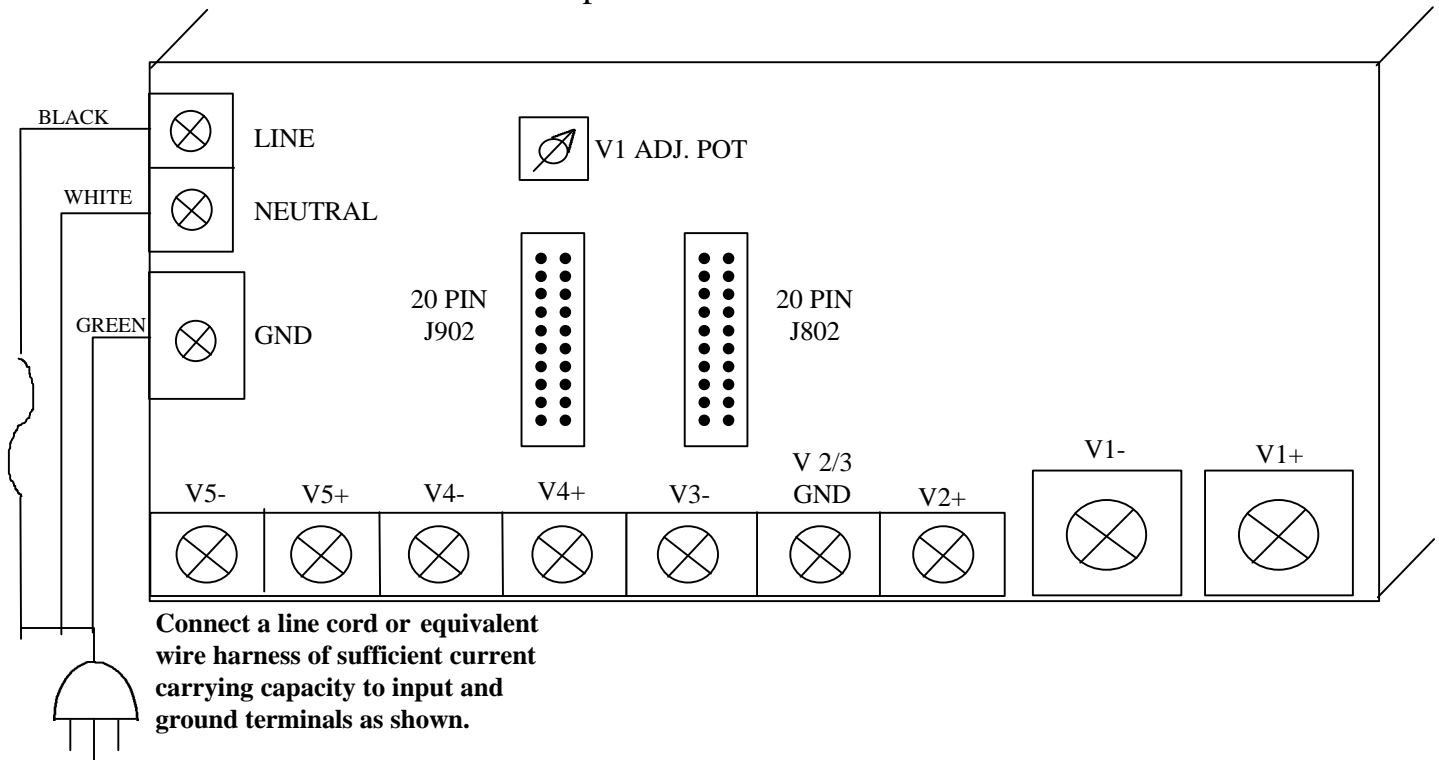 BLACK
LINE
V1 ADJ. POT
WHITE
NEUTRAL
20 PIN
J902
20 PIN
J802
GREEN
GND
V5-
V5+
V4-
V4+
V3-
V 2/3
GND
V2+
V1-
V1+
Connect a line cord or equivalent
wire harness of sufficient current
carrying capacity to input and
ground terminals as shown.